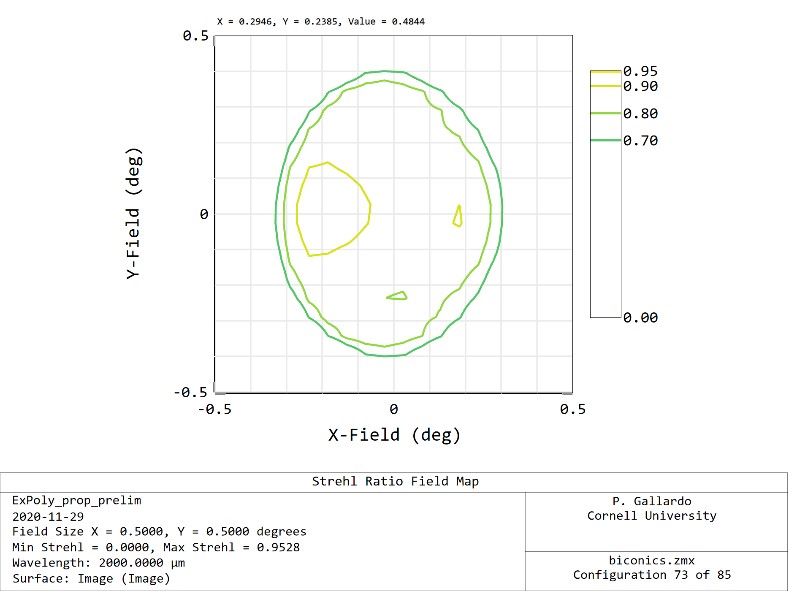 X = 0.2946, Y = 0.2385, Value = 0.4844
0.5
0
-0.5
Y-Field (deg)
-0.5
0
0.5
X-Field (deg)
0.95
0.90
0.80
0.70
0.00
Strehl Ratio Field Map
ExPoly_prop_prelim
2020-11-29
Field Size X = 0.5000, Y = 0.5000 degrees
Min Strehl = 0.0000, Max Strehl = 0.9528
Wavelength: 2000.0000 µm
Surface: Image (Image)
P. Gallardo
Cornell University
biconics.zmx
Configuration 73 of 85